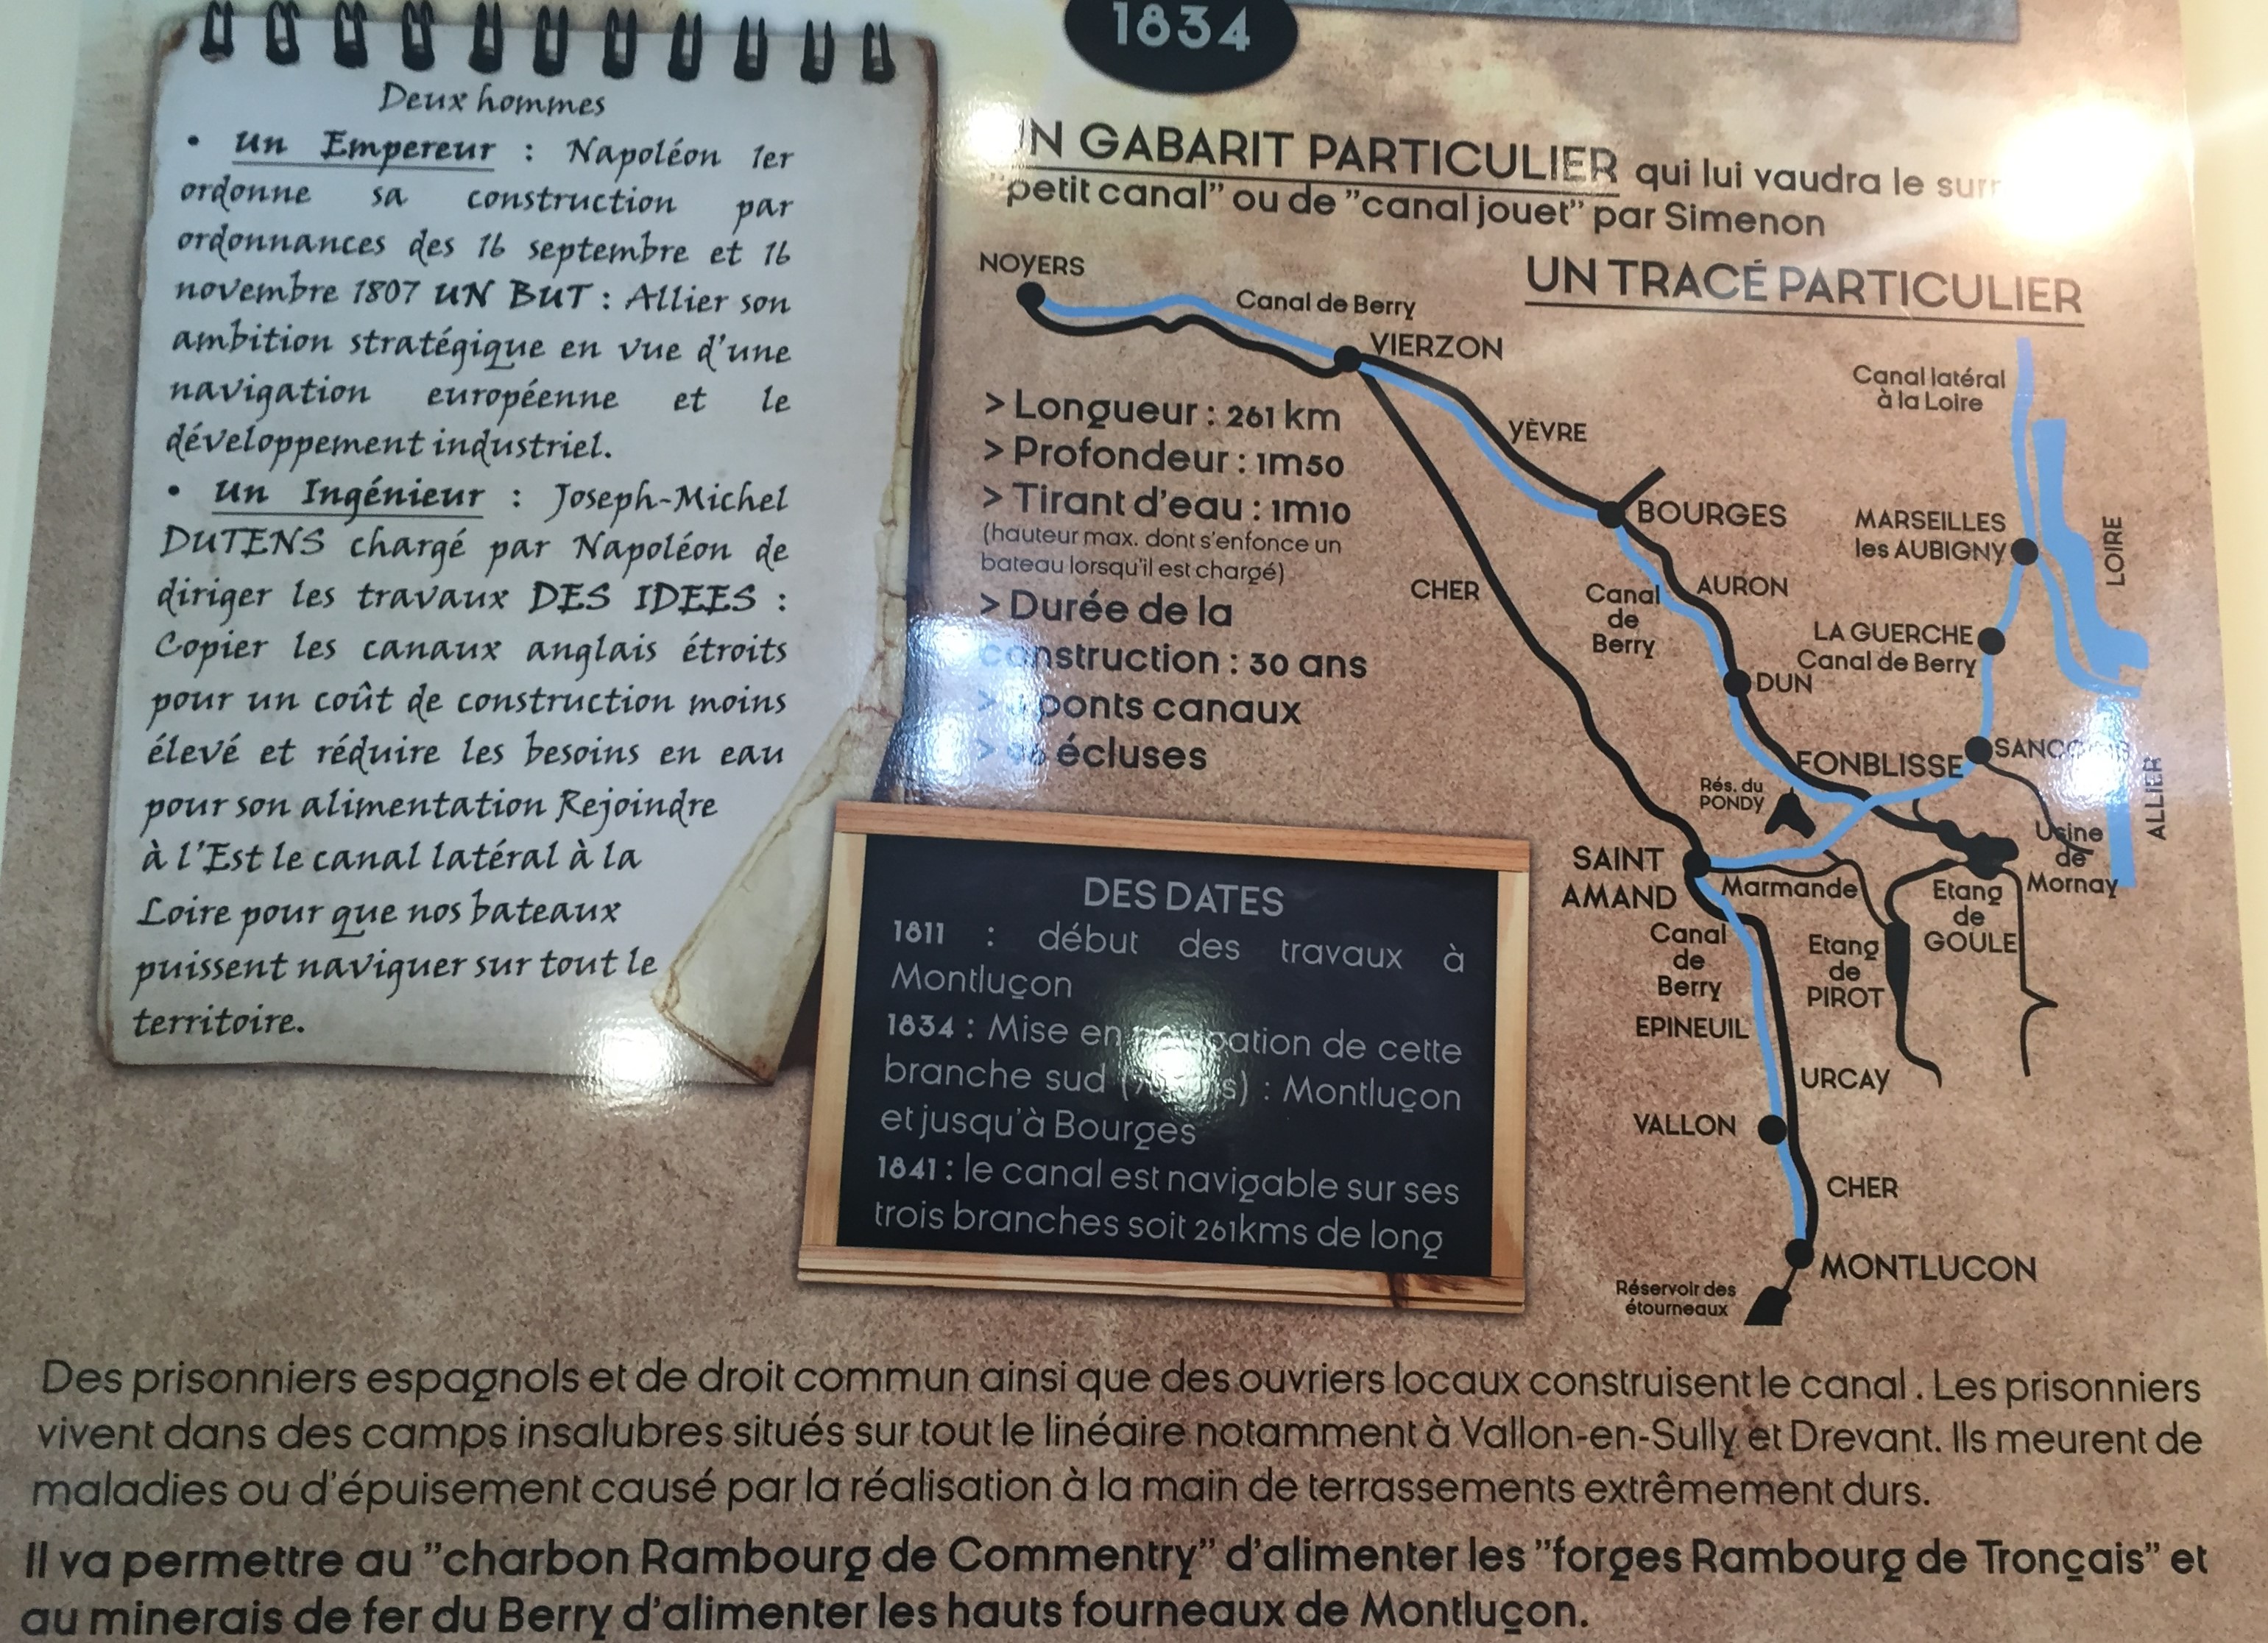 Deux hommes
• Un Empereur : Napoléon 1er
ordonne sa construction par
ordonnances des 16 septembre et 16
novembre 1807 UN BUT : Allier son
ambition stratégique en vue d'une
navigation européenne et le
développement industriel.
• Un Ingénieur : Joseph-Michel
DUTENS chargé par Napoléon de
diriger les travaux DES IDEES :
Copier les canaux anglais étroits
pour un coût de construction moins
élevé et réduire les besoins en eau
pour son alimentation Rejoindre
à l'Est le canal latéral à la
Loire pour que nos bateaux
puissent naviguer sur tout le
territoire.
1834
UN GABARIT PARTICULIER qui lui vaudra le
"petit canal" ou de "canal jouet" par Simenon
UN TRACÉ PARTICULIER
NOYERS
Canal de Berry
VIERZON
> Longueur : 261 km
> Profondeur : 1m50
> Tirant d'eau : 1m10
(hauteur max. dont s'enfonce un
bateau lorsqu'il est chargé)
> Durée de la
construction : 30 ans
> ponts canaux
> écluses
YÈVRE
Canal latéral
à la Loire
BOURGES
MARSEILLES
les AUBIGNY
LOIRE
CHER
Canal
de
Berry
AURON
LA GUERCHE
Canal de Berry
DUN
FONBLISSE
ALLIER
Rés. du
PONDY
Usine
de
Mornay
SAINT
AMAND
Marmande
Etang
de
GOULE
Canal
de
Berry
Etang
de
PIROT
EPINEUIL
URCAY
VALLON
CHER
MONTLUCON
Réservoir des
étourneaux
DES DATES
1811 : début des travaux à
Montluçon
1834 : Mise en navigation de cette
branche sud : Montluçon
et jusqu'à Bourges
1841 : le canal est navigable sur ses
trois branches soit 261kms de long
Des prisonniers espagnols et de droit commun ainsi que des ouvriers locaux construisent le canal . Les prisonniers
vivent dans des camps insalubres situés sur tout le linéaire notamment à Vallon-en-Sully et Drevant. Ils meurent de
maladies ou d'épuisement causé par la réalisation à la main de terrassements extrêmement durs.
Il va permettre au "charbon Rambourg de Commentry" d'alimenter les "forges Rambourg de Tronçais" et
au minerais de fer du Berry d'alimenter les hauts fourneaux de Montluçon.